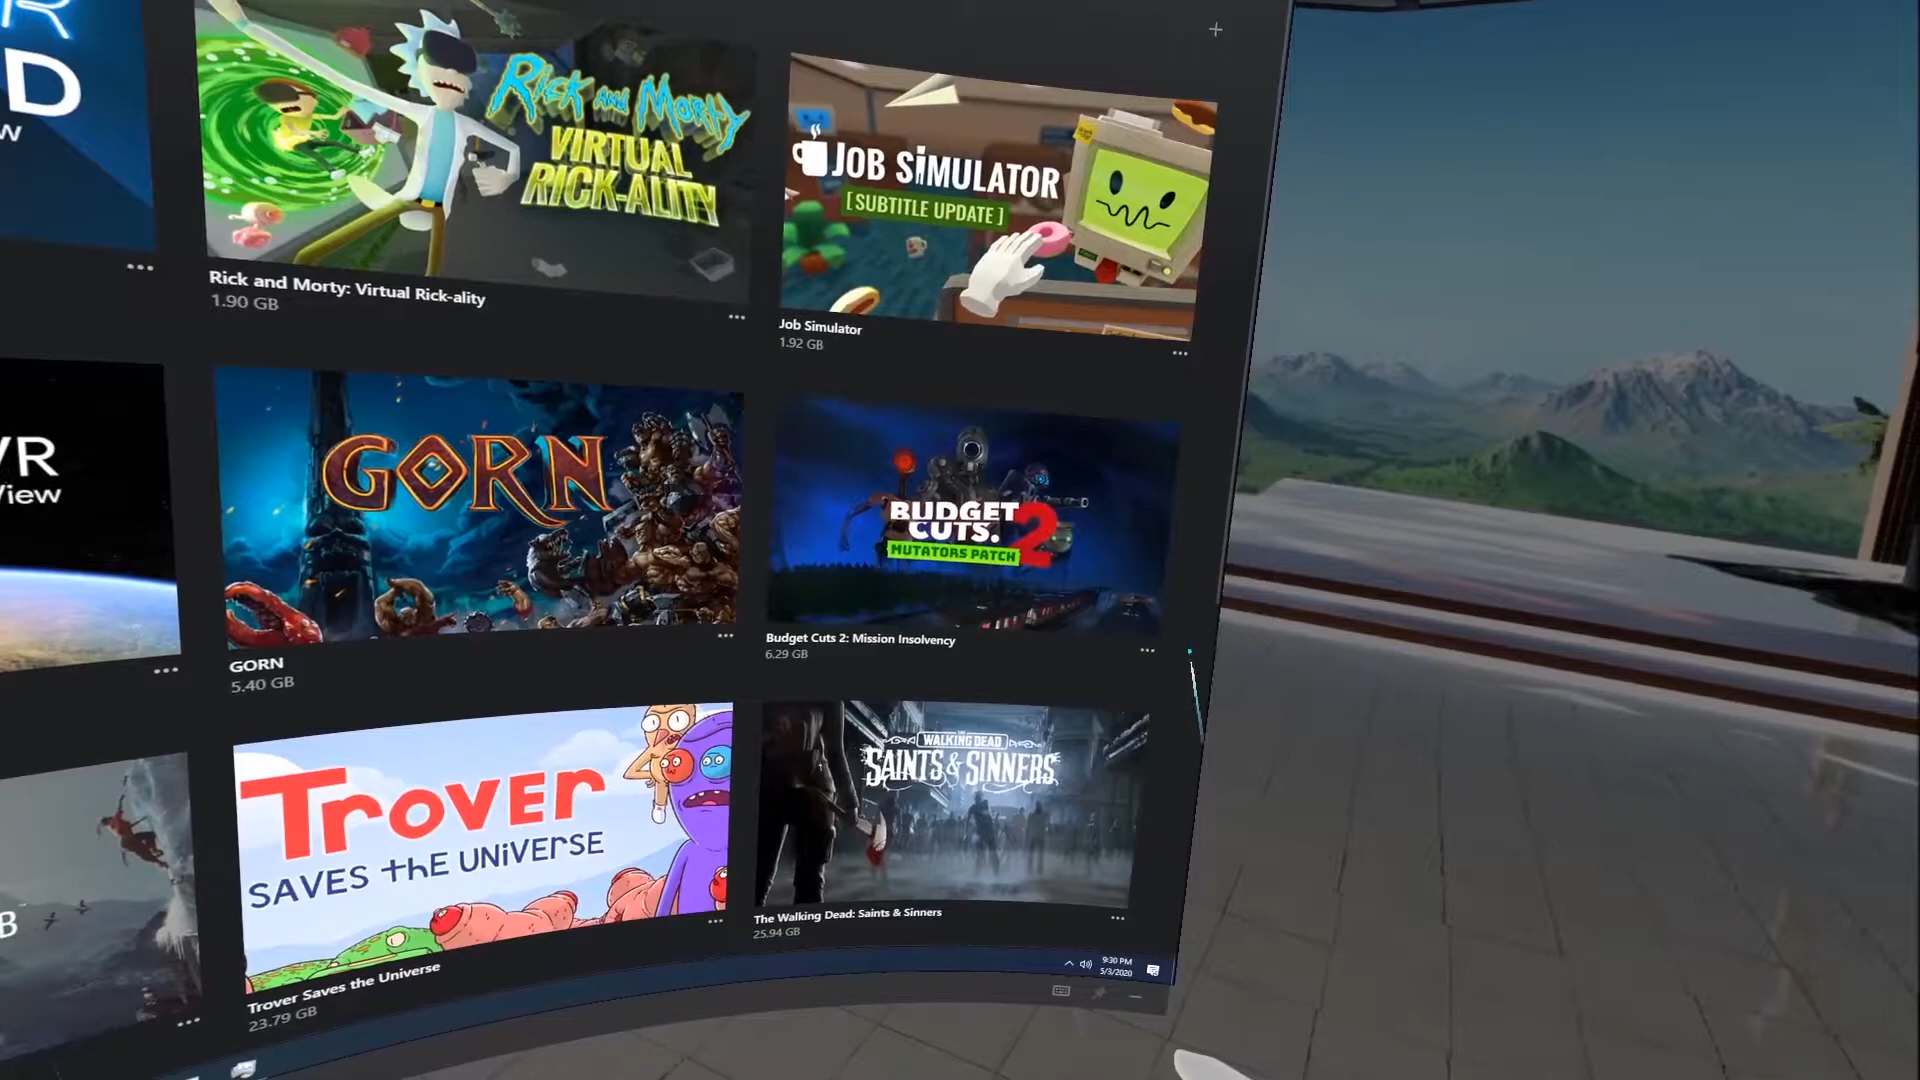 R
D
w
RICK AND MORTY
VIRTUAL
RICK-ALITY
Rick and Morty: Virtual Rick-ality
1.90 GB
JOB SiMULATOR
[SUBTITLE UPDATE]
Job Simulator
1.92 GB
VR
View
GORN
GORN
5.40 GB
BUDGET
CUTS. 2
MUTATORS PATCH
Budget Cuts 2: Mission Insolvency
6.29 GB
B
Trover
SAVES the UNiVERSE
Trover Saves the Universe
23.79 GB
THE
WALKING DEAD
SAINTS & SINNERS
The Walking Dead: Saints & Sinners
25.94 GB
9:30 PM
5/3/2020